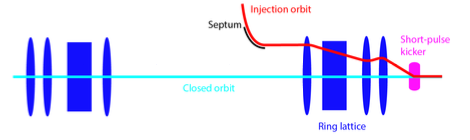 Injection orbit
Septum
Short-pulse
kicker
Closed orbit
Ring lattice